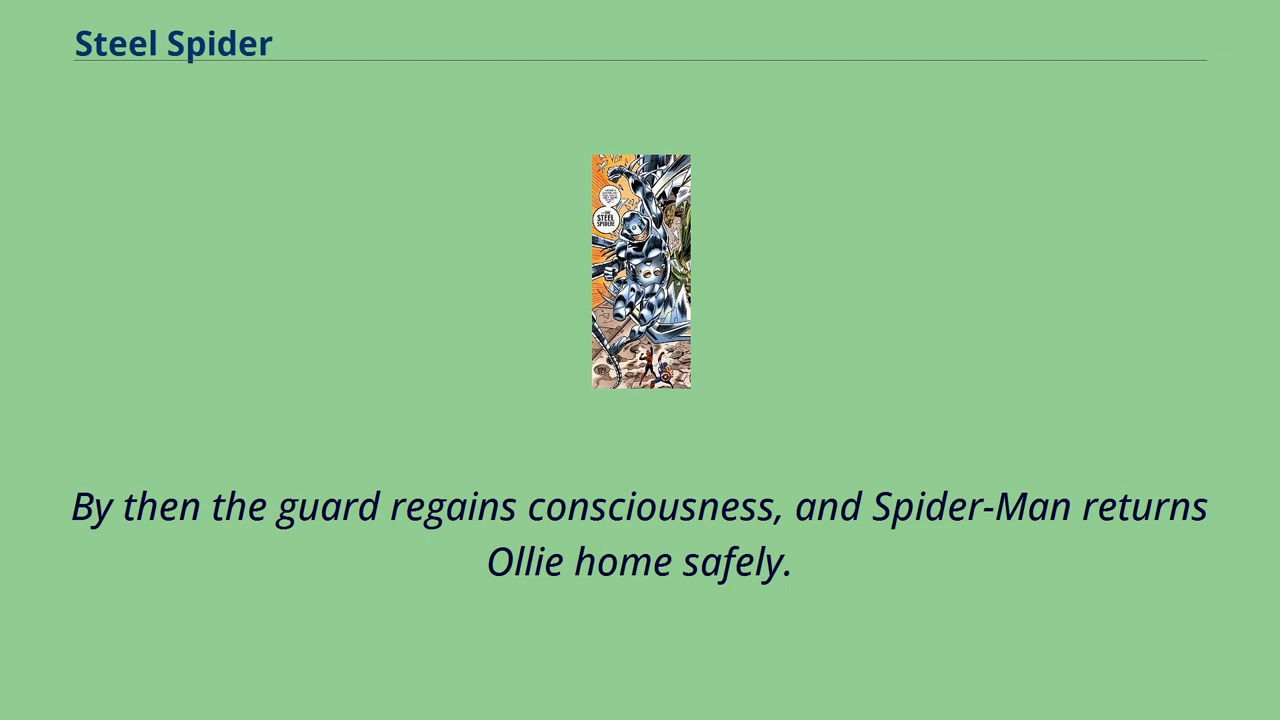 Steel Spider
STEEL
SPIDER!
By then the guard regains consciousness, and Spider-Man returns
Ollie home safely.